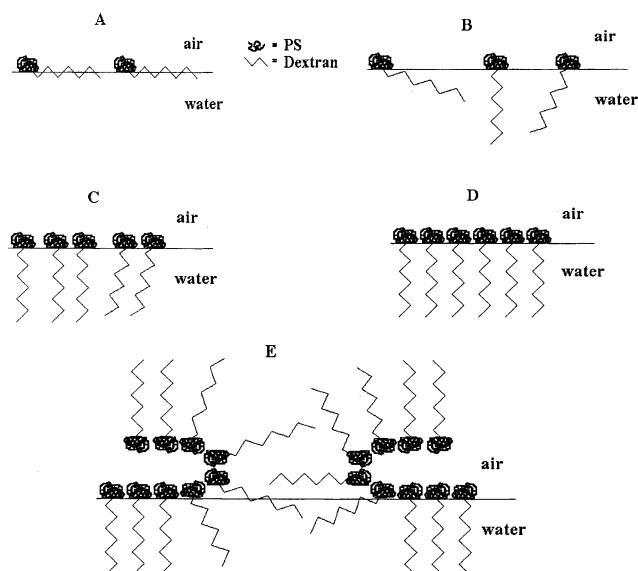 A
air
water
= PS
= Dextran
B
air
water
C
air
water
D
air
water
E
air
water